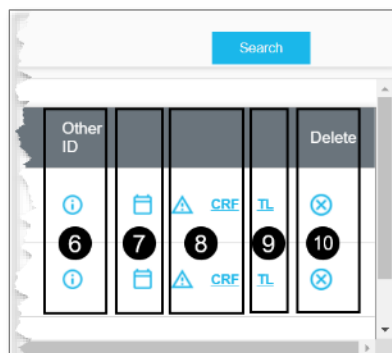 Search
Other
ID
Delete
CRF TL
6 7 8 9 10
CRF TL